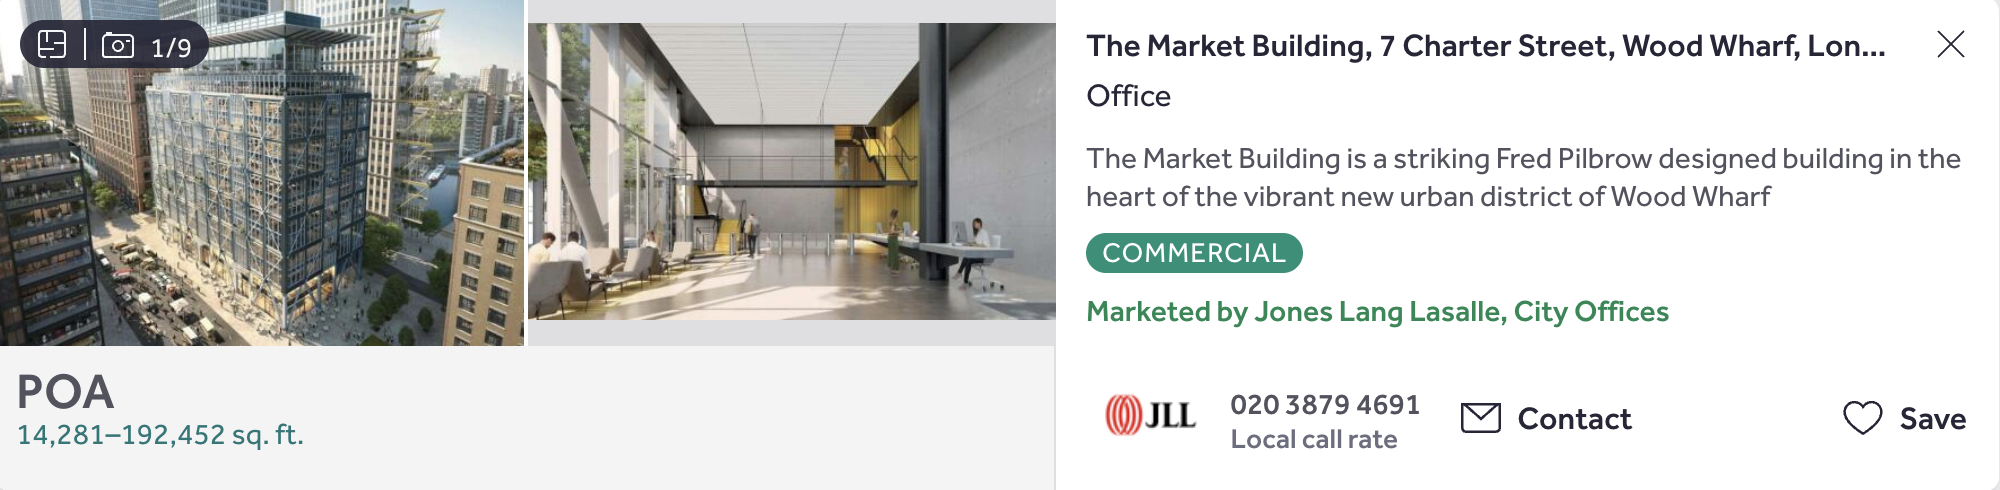 1/9
The Market Building, 7 Charter Street, Wood Wharf, Lon...
Office
The Market Building is a striking Fred Pilbrow designed building in the
heart of the vibrant new urban district of Wood Wharf
COMMERCIAL
Marketed by Jones Lang Lasalle, City Offices
POA
14,281–192,452 sq. ft.
JLL
020 3879 4691
Local call rate
Contact
Save